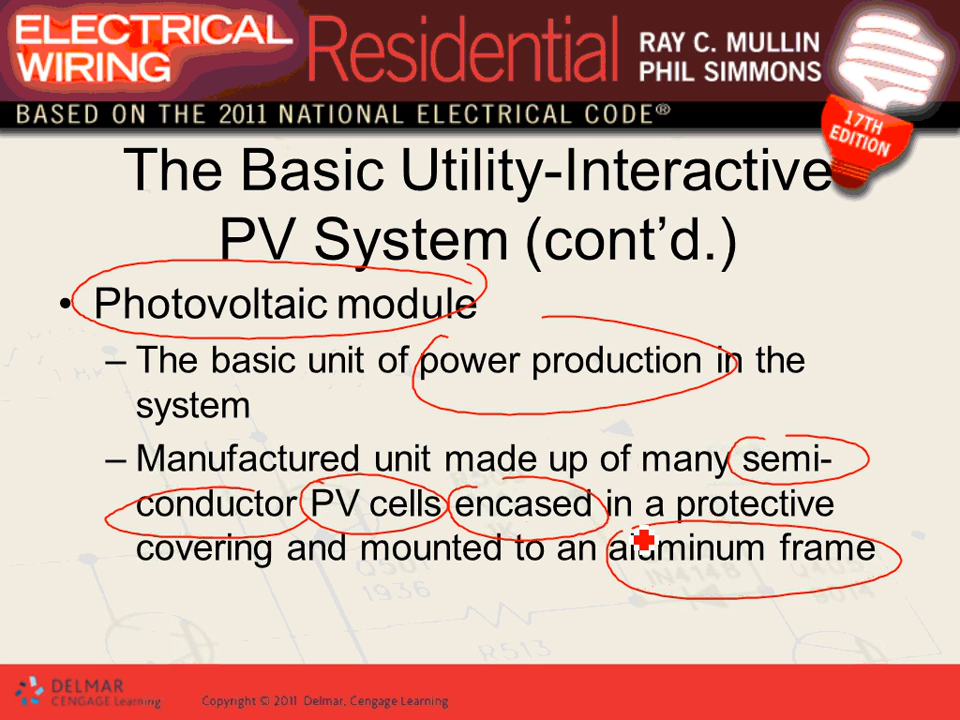 ELECTRICAL
WIRING
Residential
RAY C. MULLIN
PHIL SIMMONS
BASED ON THE 2011 NATIONAL ELECTRICAL CODE®
17TH
EDITION
The Basic Utility-Interactive
PV System (cont’d.)
• Photovoltaic module
– The basic unit of power production in the
system
– Manufactured unit made up of many semi-
conductor PV cells encased in a protective
covering and mounted to an aluminum frame
1936
IN4148
R513
DELMAR
CENGAGE Learning
Copyright © 2011 Delmar, Cengage Learning